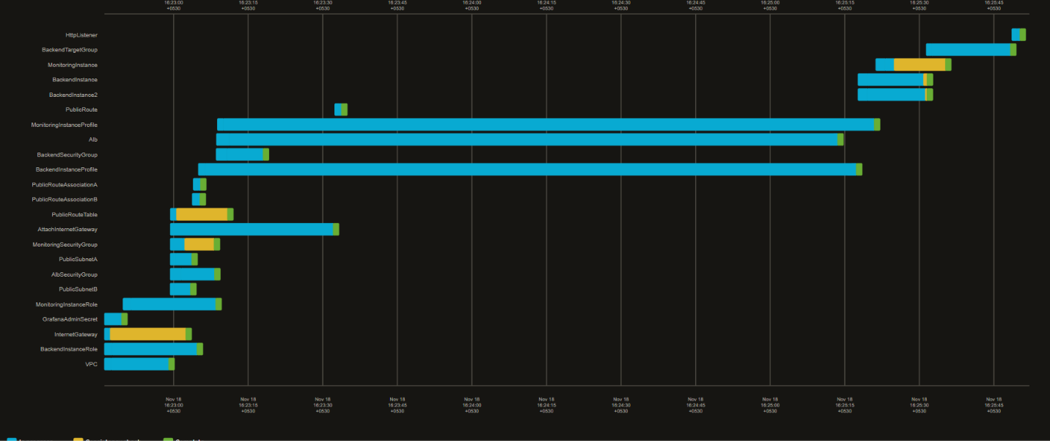 16:23:00 16:23:15 16:23:30 16:23:45 16:24:00 16:24:15 16:24:30 16:24:45 16:25:00 16:25:15 16:25:30 16:25:45
+0530 +0530 +0530 +0530 +0530 +0530 +0530 +0530 +0530 +0530 +0530 +0530
HttpListener
BackendTargetGroup
MonitoringInstance
BackendInstance
BackendInstance2
PublicRoute
MonitoringInstanceProfile
Alb
BackendSecurityGroup
BackendInstanceProfile
PublicRouteAssociationA
PublicRouteAssociationB
PublicRouteTable
AttachInternetGateway
MonitoringSecurityGroup
PublicSubnetA
AlbSecurityGroup
PublicSubnetB
MonitoringInstanceRole
GrafanaAdminSecret
InternetGateway
BackendInstanceRole
VPC
Nov 18 Nov 18 Nov 18 Nov 18 Nov 18 Nov 18 Nov 18 Nov 18 Nov 18 Nov 18 Nov 18 Nov 18
16:23:00 16:23:15 16:23:30 16:23:45 16:24:00 16:24:15 16:24:30 16:24:45 16:25:00 16:25:15 16:25:30 16:25:45
+0530 +0530 +0530 +0530 +0530 +0530 +0530 +0530 +0530 +0530 +0530 +0530